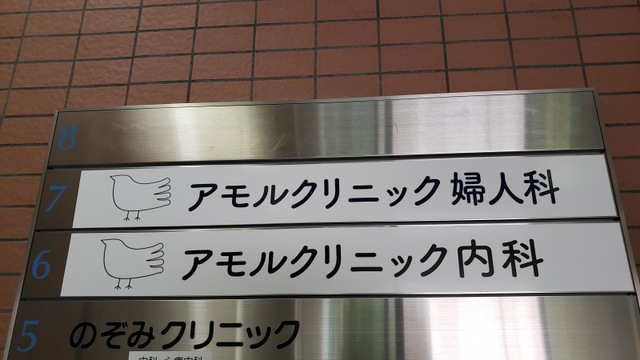 8
7 アモルクリニック 婦人科
6 アモルクリニック 内科
5 のぞみクリニック